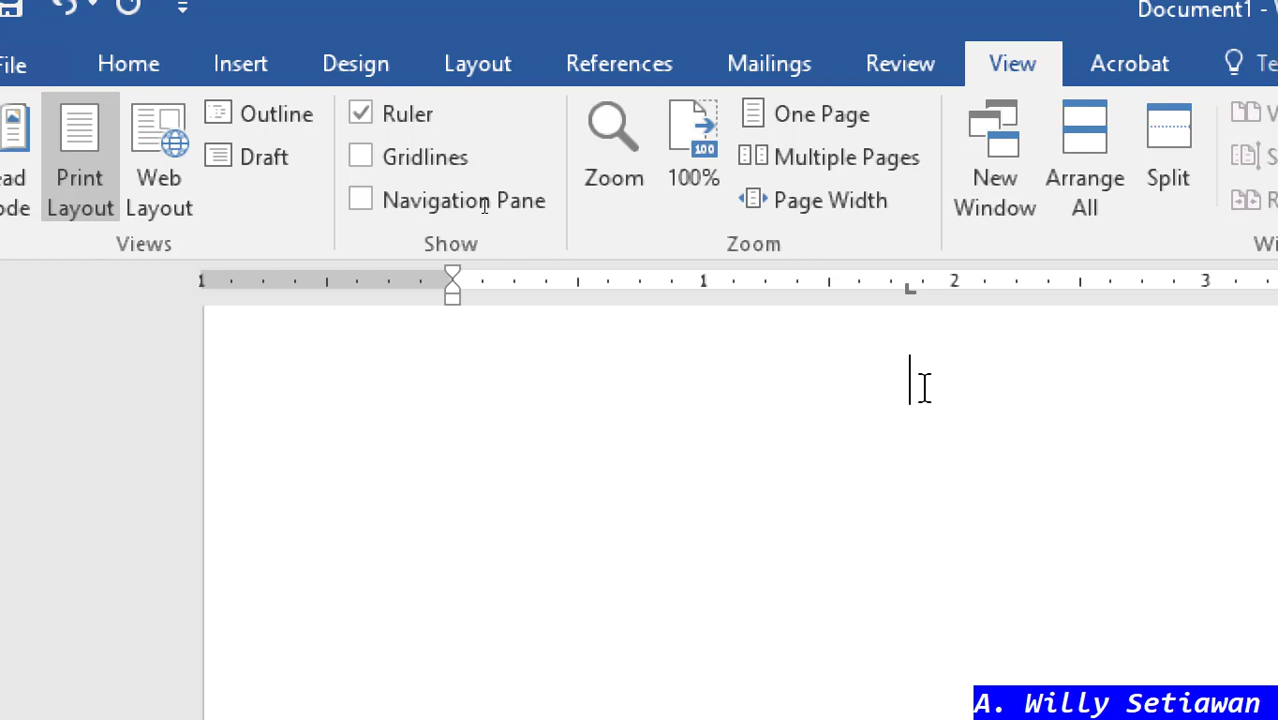 Document1 -
File Home Insert Design Layout References Mailings Review View Acrobat
Outline Ruler One Page
Draft Gridlines Multiple Pages
Print Web Zoom 100% New Arrange Split
Layout Layout Navigation Pane Page Width Window All
Views Show Zoom
1 1 2 3
100
A. Willy Setiawan